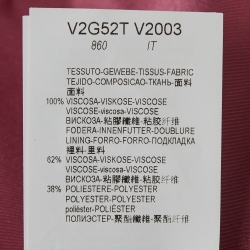 V2G52T V2003
860 IT
TESSUTO-GEWEBE-TISSUS-FABRIC
TEJIDO-COMPOSICAO-ТКАНЬ-面料
面料
100% VISCOSA-VISKOSE-VISCOSE
VISCOSE-viscosa-VISCOSE
ВИСКОЗА-粘膠纖維-粘胶纤维
FODERA-INNENFUTTER-DOUBLURE
LINING-FORRO-FORRO-ПОДКЛАДКА
裡料-里料
62% VISCOSA-VISKOSE-VISCOSE
VISCOSE-viscosa-VISCOSE
ВИСКОЗА-粘膠纖維-粘胶纤维
38% POLIESTERE-POLYESTER
POLYESTER-POLYESTER
poliéster-POLIÉSTER
ПОЛИЭСТЕР-聚酯纖維-聚酯纤维